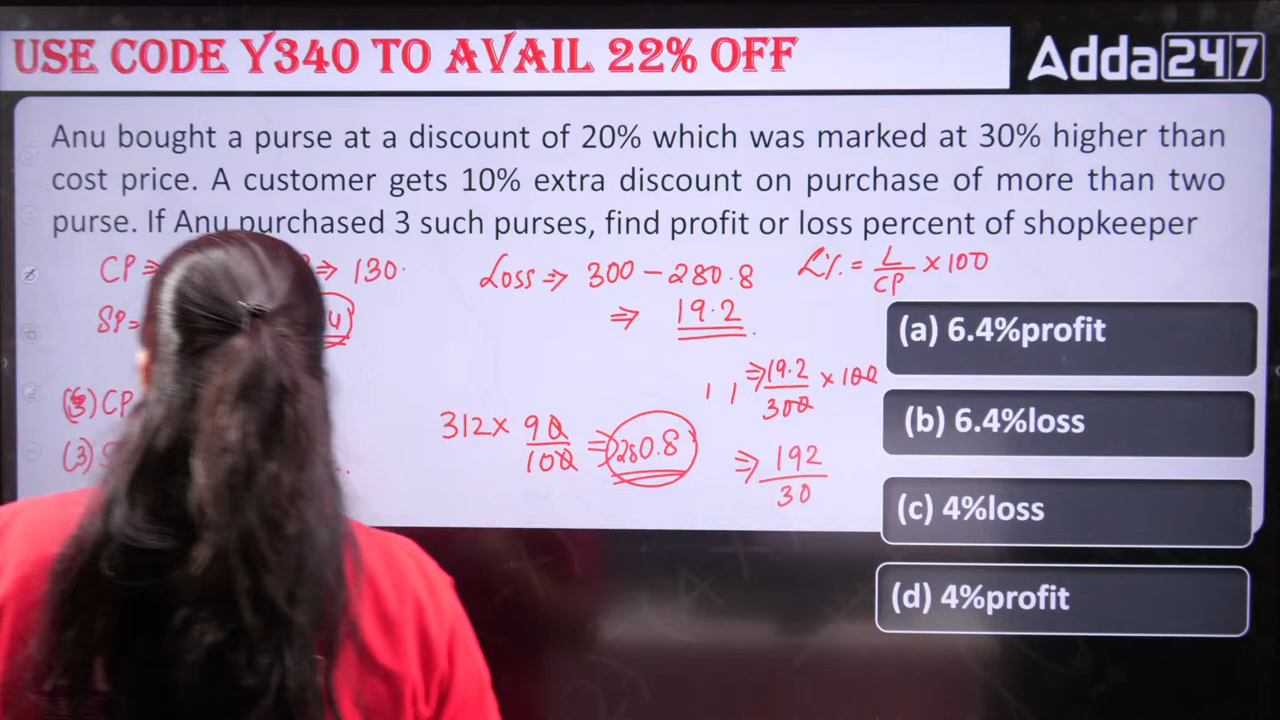 USE CODE Y340 TO AVAIL 22% OFF
Adda247
Anu bought a purse at a discount of 20% which was marked at 30% higher than
cost price. A customer gets 10% extra discount on purchase of more than two
purse. If Anu purchased 3 such purses, find profit or loss percent of shopkeeper
CP ⇒ ⇒ 130.
SP =
Loss ⇒ 300 - 280.8
⇒ 19.2
L% = L/CP × 100
(3) CP
(3) S
312 × 90/100 ⇒ 280.8
⇒ 19.2/300 × 100
⇒ 192/30
(a) 6.4%profit
(b) 6.4%loss
(c) 4%loss
(d) 4%profit